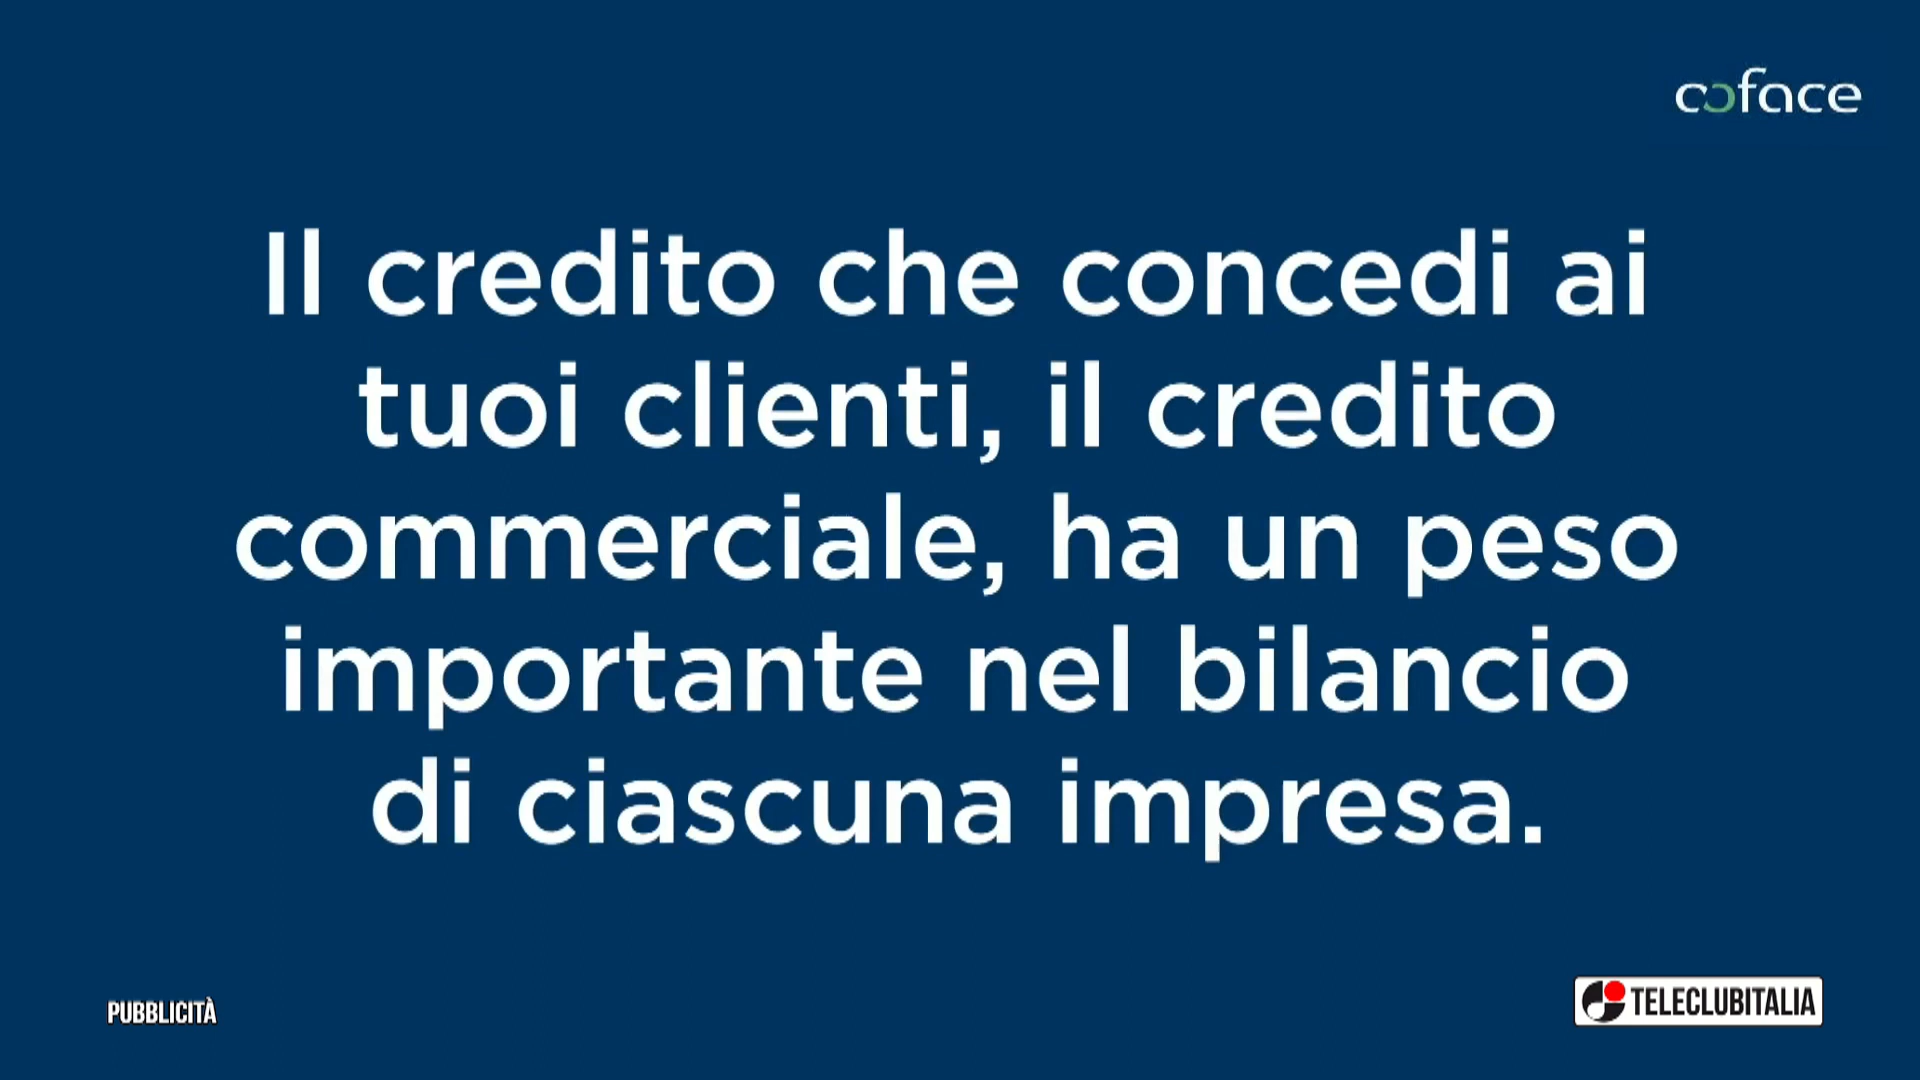 coface
Il credito che concedi ai
tuoi clienti, il credito
commerciale, ha un peso
importante nel bilancio
di ciascuna impresa.
PUBBLICITÀ
TELECLUBITALIA